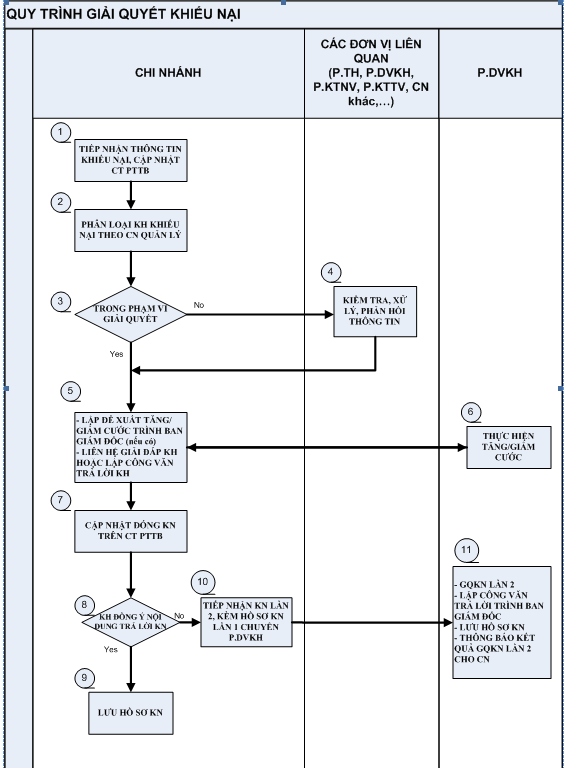 QUY TRÌNH GIẢI QUYẾT KHIẾU NẠI
CHI NHÁNH
CÁC ĐƠN VỊ LIÊN
QUAN
(P.TH, P.DVKH,
P.KTNV, P.KTTV, CN
khác,...)
P.DVKH
1
TIẾP NHẬN THÔNG TIN
KHIẾU NẠI, CẬP NHẬT
CT PTTB
2
PHÂN LOẠI KH KHIẾU
NẠI THEO CN QUẢN LÝ
3
TRONG PHẠM VI
GIẢI QUYẾT
No
Yes
4
KIỂM TRA, XỬ
LÝ, PHẢN HỒI
THÔNG TIN
5
- LẬP ĐỀ XUẤT TĂNG/
GIẢM CƯỚC TRÌNH BAN
GIÁM ĐỐC (nếu có)
- LIÊN HỆ GIẢI ĐÁP KH
HOẶC LẬP CÔNG VĂN
TRẢ LỜI KH
6
THỰC HIỆN
TĂNG/GIẢM
CƯỚC
7
CẬP NHẬT ĐÓNG KN
TRÊN CT PTTB
8
KH ĐỒNG Ý NỘI
DUNG TRẢ LỜI KN
No
Yes
10
TIẾP NHẬN KN LẦN
2, KÈM HỒ SƠ KN
LẦN 1 CHUYỂN
P.DVKH
11
- GQKN LẦN 2
- LẬP CÔNG VĂN
TRẢ LỜI TRÌNH BAN
GIÁM ĐỐC
- LƯU HỒ SƠ KN
- THÔNG BÁO KẾT
QUẢ GQKN LẦN 2
CHO CN
9
LƯU HỒ SƠ KN